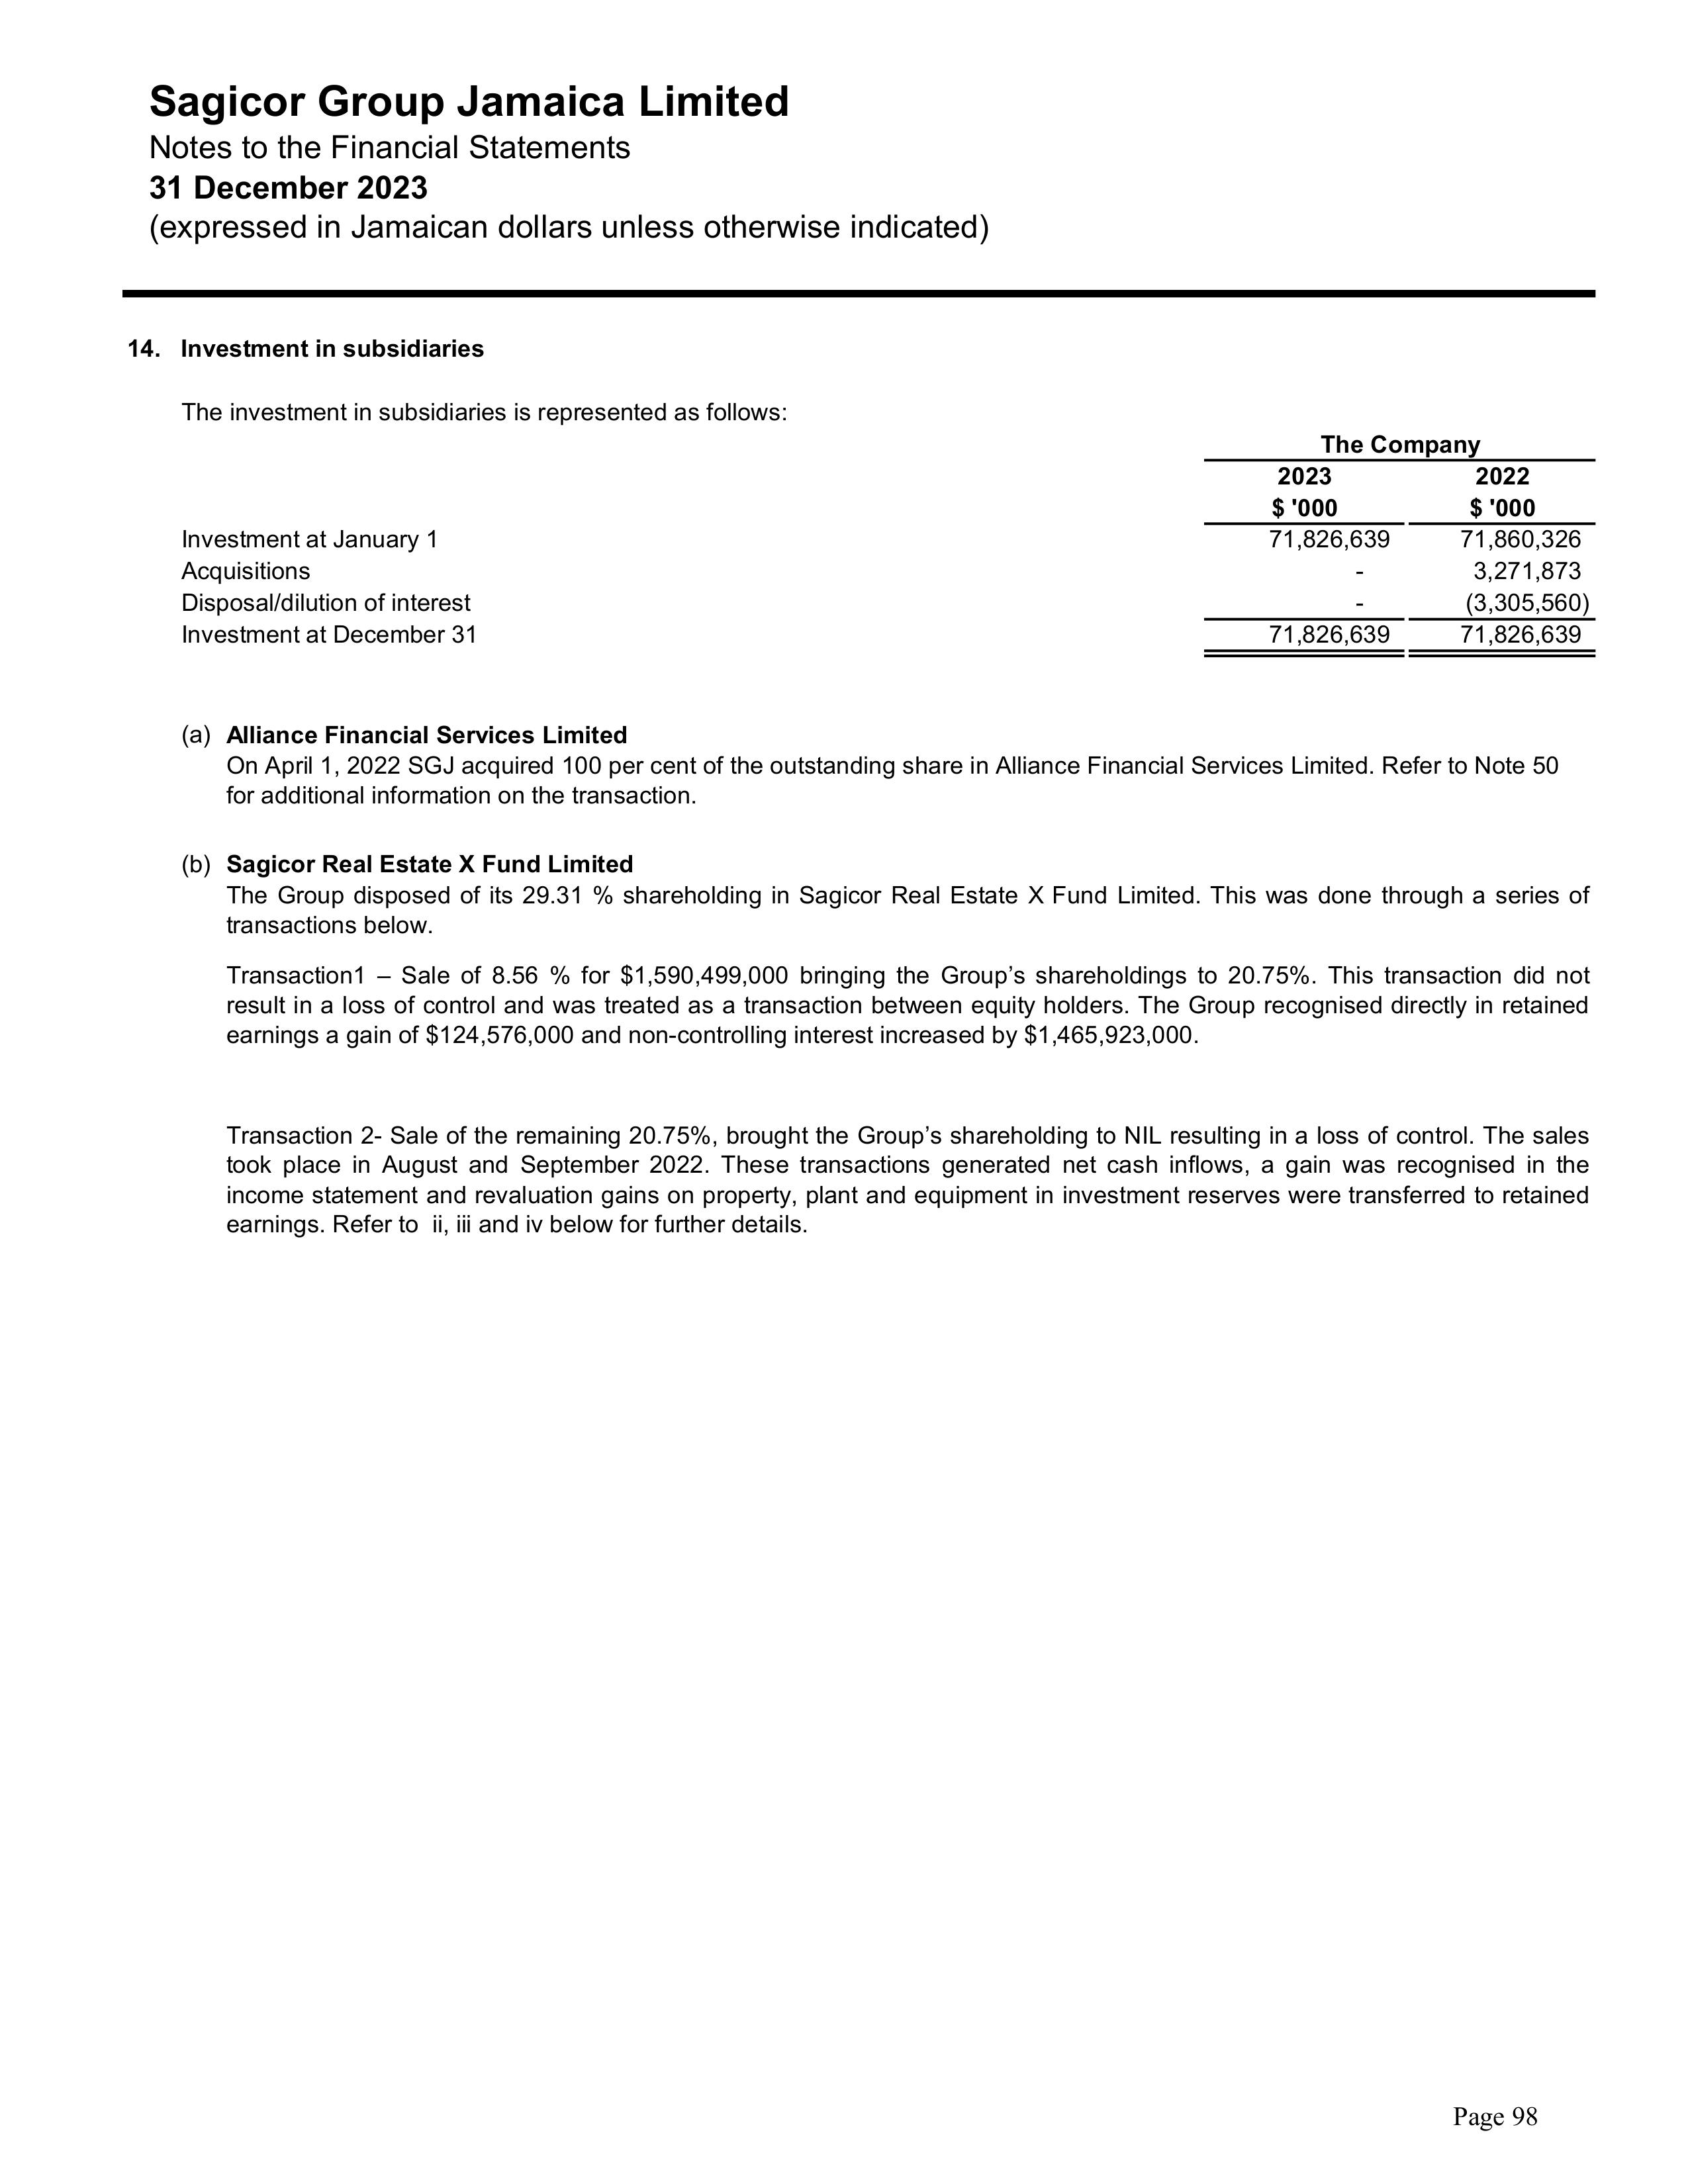 Sagicor Group Jamaica Limited
Notes to the Financial Statements
31 December 2023
(expressed in Jamaican dollars unless otherwise indicated)
14. Investment in subsidiaries
The investment in subsidiaries is represented as follows:
The Company
2023 2022
$ '000 $ '000
Investment at January 1 71,826,639 71,860,326
Acquisitions - 3,271,873
Disposal/dilution of interest - (3,305,560)
Investment at December 31 71,826,639 71,826,639
(a) Alliance Financial Services Limited
On April 1, 2022 SGJ acquired 100 per cent of the outstanding share in Alliance Financial Services Limited. Refer to Note 50
for additional information on the transaction.
(b) Sagicor Real Estate X Fund Limited
The Group disposed of its 29.31 % shareholding in Sagicor Real Estate X Fund Limited. This was done through a series of
transactions below.
Transaction1 – Sale of 8.56 % for $1,590,499,000 bringing the Group’s shareholdings to 20.75%. This transaction did not
result in a loss of control and was treated as a transaction between equity holders. The Group recognised directly in retained
earnings a gain of $124,576,000 and non-controlling interest increased by $1,465,923,000.
Transaction 2- Sale of the remaining 20.75%, brought the Group’s shareholding to NIL resulting in a loss of control. The sales
took place in August and September 2022. These transactions generated net cash inflows, a gain was recognised in the
income statement and revaluation gains on property, plant and equipment in investment reserves were transferred to retained
earnings. Refer to ii, iii and iv below for further details.
Page 98